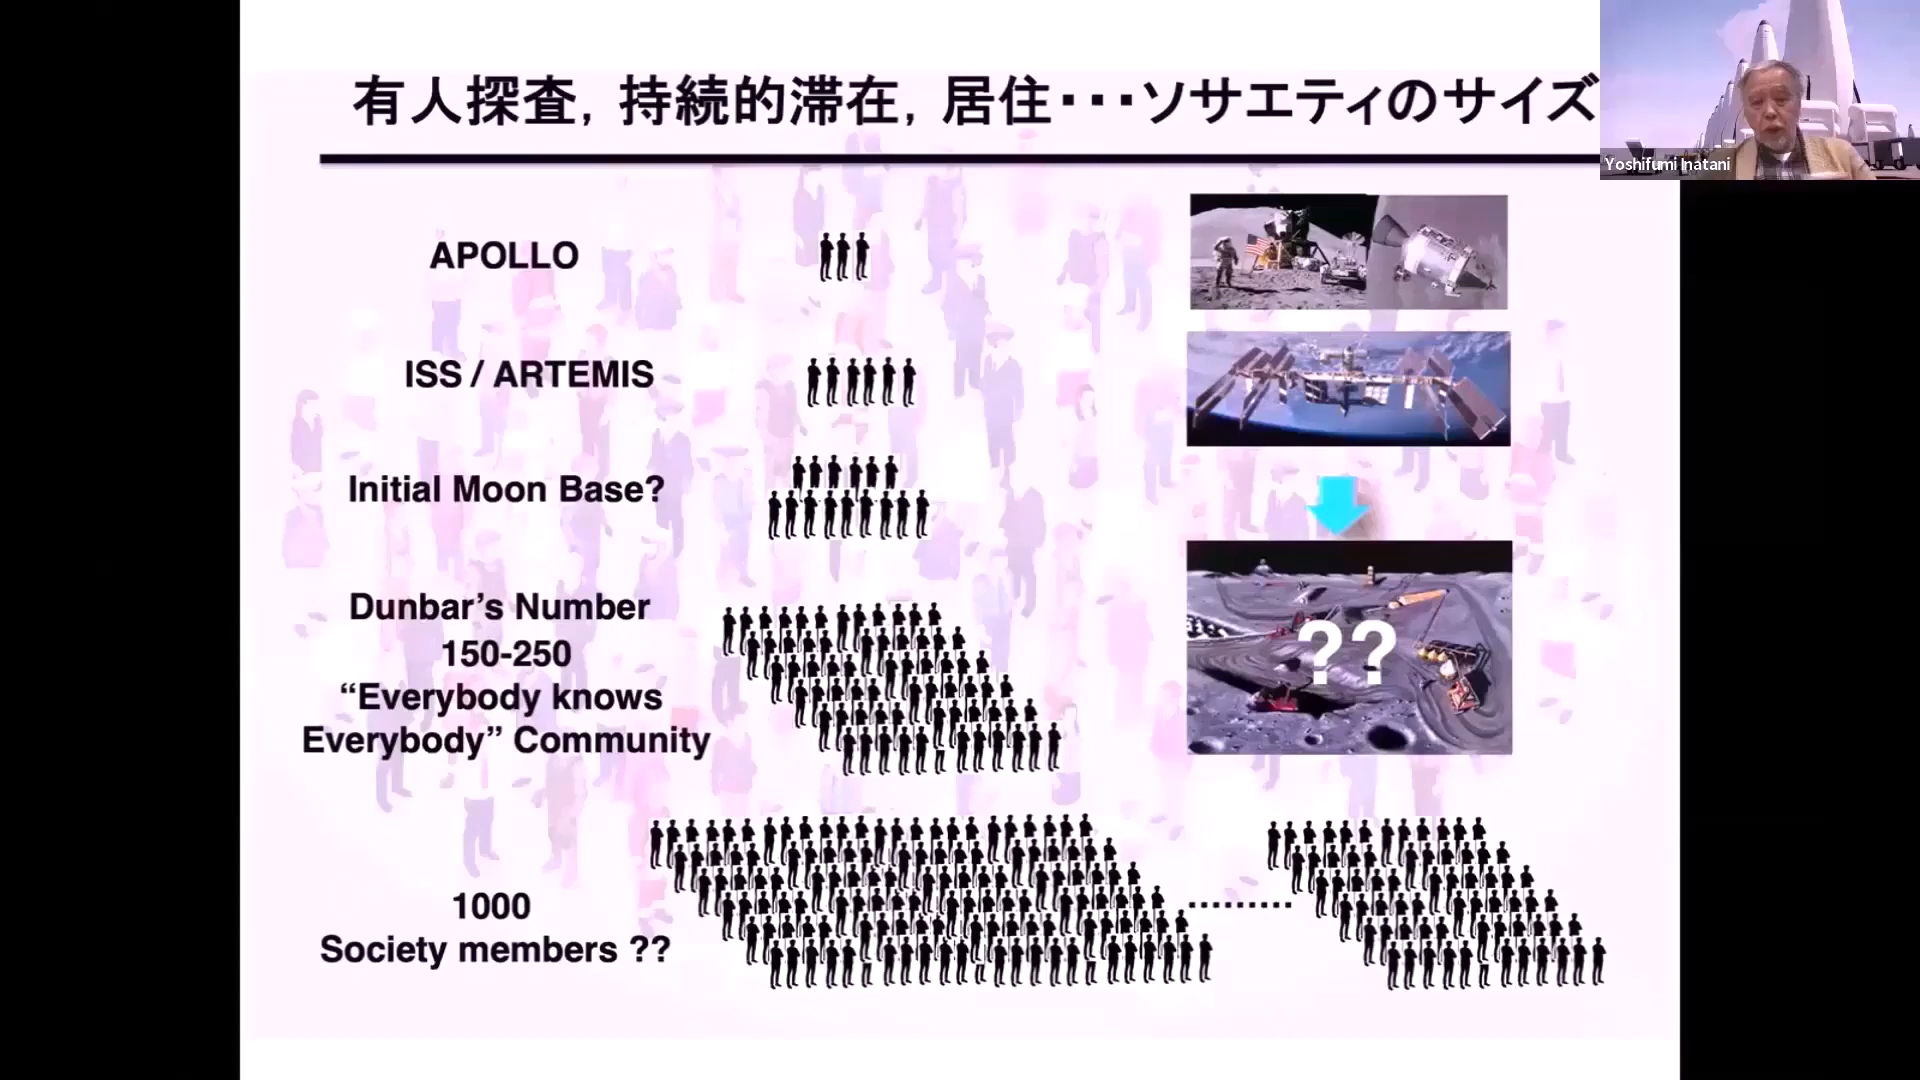 有人探査，持続的滞在，居住・・・ソサエティのサイズ
Yoshifumi Inatani
APOLLO
ISS / ARTEMIS
Initial Moon Base?
Dunbar’s Number
150-250
“Everybody knows
Everybody” Community
??
1000
Society members ??